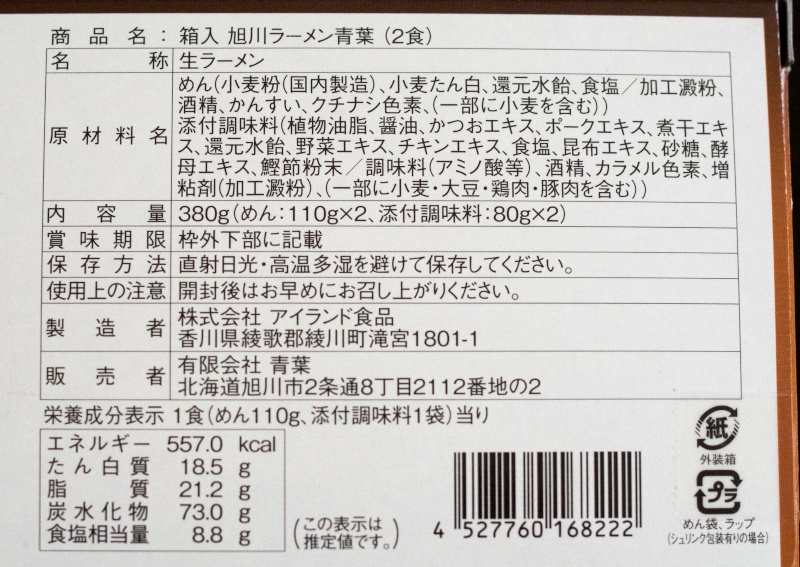 商品名：箱入 旭川ラーメン青葉（2食）
名称 生ラーメン
原材料名 めん（小麦粉（国内製造）、小麦たん白、還元水飴、食塩／加工澱粉、
酒精、かんすい、クチナシ色素、（一部に小麦を含む））
添付調味料（植物油脂、醤油、かつおエキス、ポークエキス、煮干エキ
ス、還元水飴、野菜エキス、チキンエキス、食塩、昆布エキス、砂糖、酵
母エキス、鰹節粉末／調味料（アミノ酸等）、酒精、カラメル色素、増
粘剤（加工澱粉）、（一部に小麦・大豆・鶏肉・豚肉を含む））
内容量 380g（めん：110g×2、添付調味料：80g×2）
賞味期限 枠外下部に記載
保存方法 直射日光・高温多湿を避けて保存してください。
使用上の注意 開封後はお早めにお召し上がりください。
製造者 株式会社 アイランド食品
香川県綾歌郡綾川町滝宮1801-1
販売者 有限会社 青葉
北海道旭川市2条通8丁目2112番地の2
栄養成分表示 1食（めん110g、添付調味料1袋）当り
エネルギー 557.0 kcal
たん白質 18.5 g
脂質 21.2 g
炭水化物 73.0 g
食塩相当量 8.8 g
（この表示は
推定値です。）
4 527760 168222
紙
外装箱
プラ
めん袋、ラップ
（シュリンク包装有りの場合）